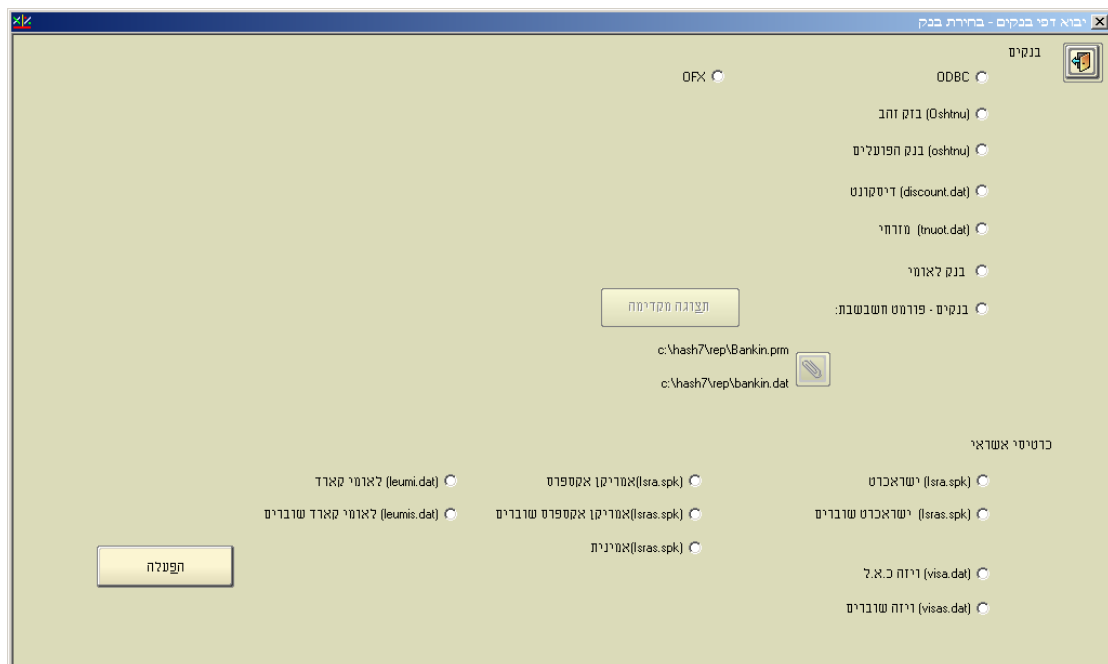 יבוא דפי בנקים - בחירת בנק
בנקים
ODBC
OFX
(Oshtnu) בזק זהב
(oshtnu) בנק הפועלים
(discount.dat) דיסקונט
(tnuot.dat) מזרחי
בנק לאומי
בנקים - פורמט חשבשבת:
תצוגה מקדימה
c:\hash7\rep\Bankin.prm
c:\hash7\rep\bankin.dat
כרטיסי אשראי
(Isra.spk) ישראכרט
(Isra.spk)אמריקן אקספרס
(leumi.dat) לאומי קארד
(Isras.spk) ישראכרט שוברים
(Isras.spk)אמריקן אקספרס שוברים
(leumis.dat) לאומי קארד שוברים
(Isras.spk)אמינית
הפעלה
(visa.dat) ויזה כ.א.ל
(visas.dat) ויזה שוברים